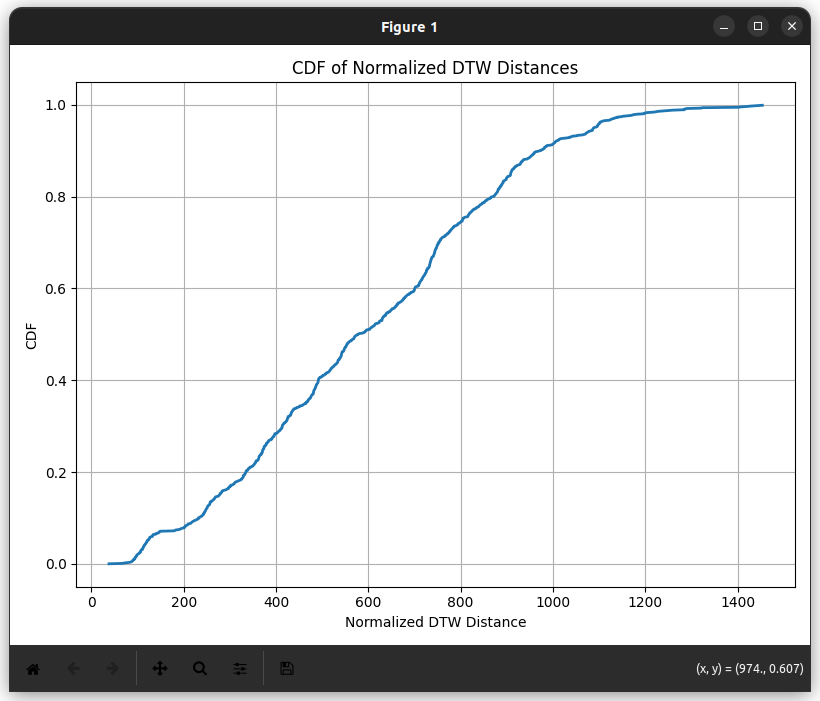 Figure 1
CDF of Normalized DTW Distances
1.0
0.8
0.6
0.4
0.2
0.0
CDF
0 200 400 600 800 1000 1200 1400
Normalized DTW Distance
(x, y) = (974., 0.607)